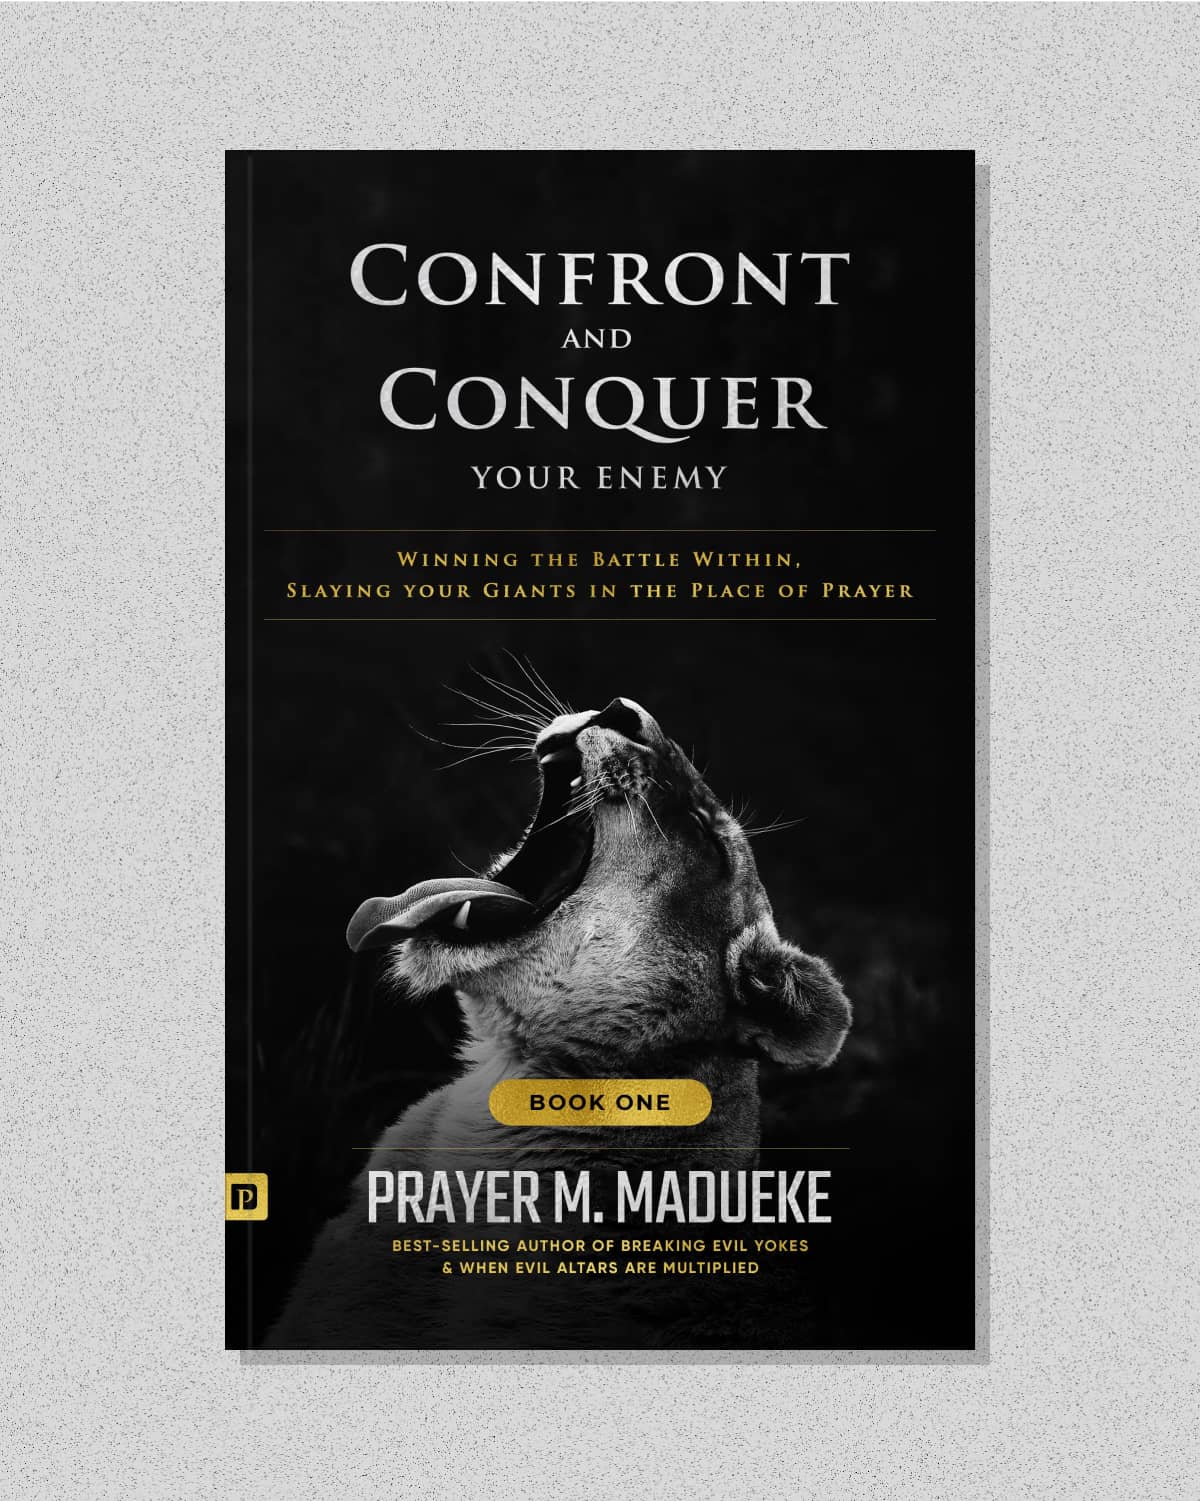 CONFRONT
AND
CONQUER
YOUR ENEMY
WINNING THE BATTLE WITHIN,
SLAYING YOUR GIANTS IN THE PLACE OF PRAYER
BOOK ONE
PRAYER M. MADUEKE
P
BEST-SELLING AUTHOR OF BREAKING EVIL YOKES
& WHEN EVIL ALTARS ARE MULTIPLIED